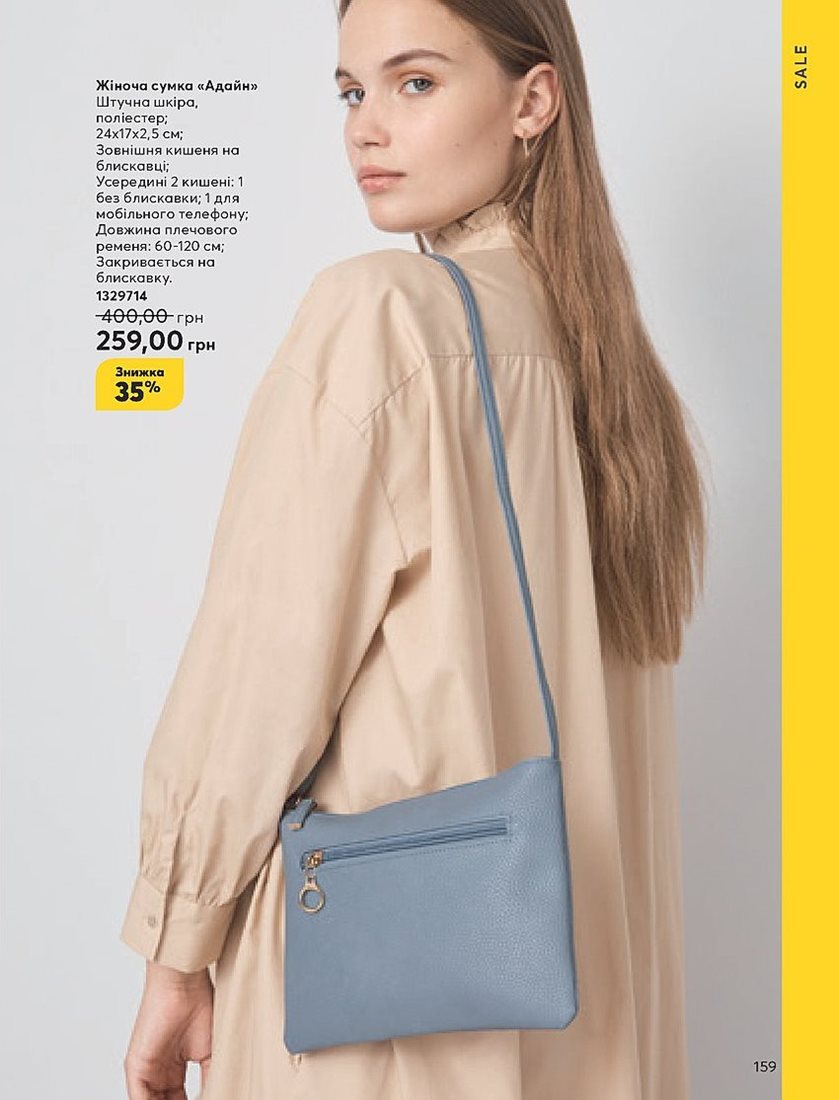 Жіноча сумка «Адайн»
Штучна шкіра,
поліестер;
24х17х2,5 см;
Зовнішня кишеня на
блискавці;
Усередині 2 кишені: 1
без блискавки; 1 для
мобільного телефону;
Довжина плечового
ременя: 60-120 см;
Закривається на
блискавку.
1329714
400,00 грн
259,00 грн
Знижка
35%
SALE
159